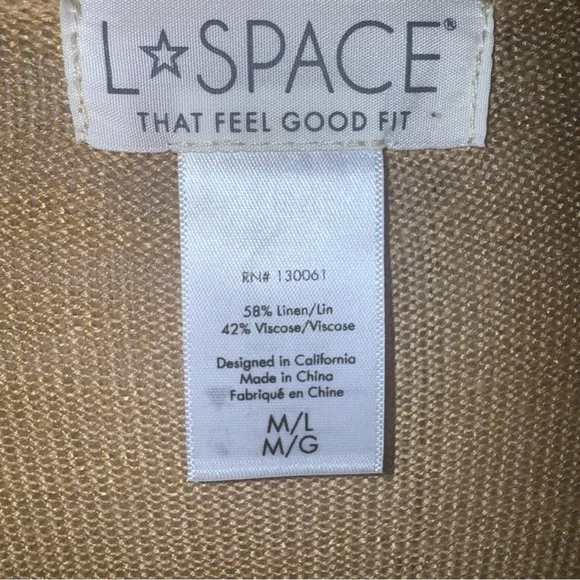 L☆SPACE®
THAT FEEL GOOD FIT
RN# 130061
58% Linen/Lin
42% Viscose/Viscose
Designed in California
Made in China
Fabriqué en Chine
M/L
M/G